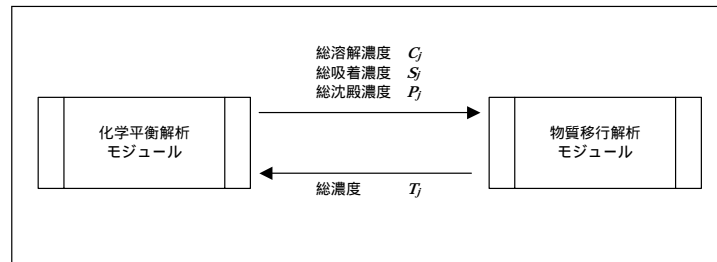 総溶解濃度 Cj
総吸着濃度 Sj
総沈殿濃度 Pj
化学平衡解析
モジュール
物質移行解析
モジュール
総濃度 Tj